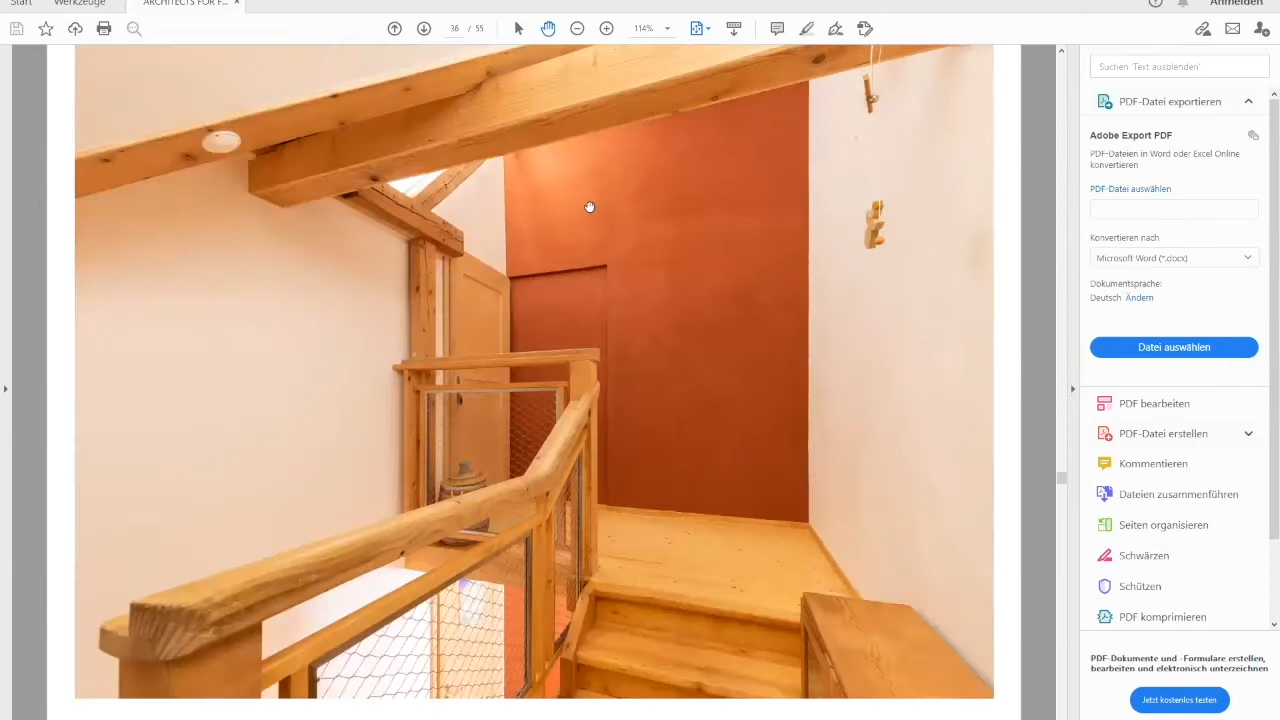 Start
Werkzeuge
ARCHITECTS FOR F...
Anmelden
36 / 55
114%
Suchen 'Text ausblenden'
PDF-Datei exportieren
Adobe Export PDF
PDF-Dateien in Word oder Excel Online
konvertieren
PDF-Datei auswählen
Konvertieren nach
Microsoft Word (*.docx)
Dokumentsprache:
Deutsch Ändern
Datei auswählen
PDF bearbeiten
PDF-Datei erstellen
Kommentieren
Dateien zusammenführen
Seiten organisieren
Schwärzen
Schützen
PDF komprimieren
PDF-Dokumente und -Formulare erstellen,
bearbeiten und elektronisch unterzeichnen
Jetzt kostenlos testen